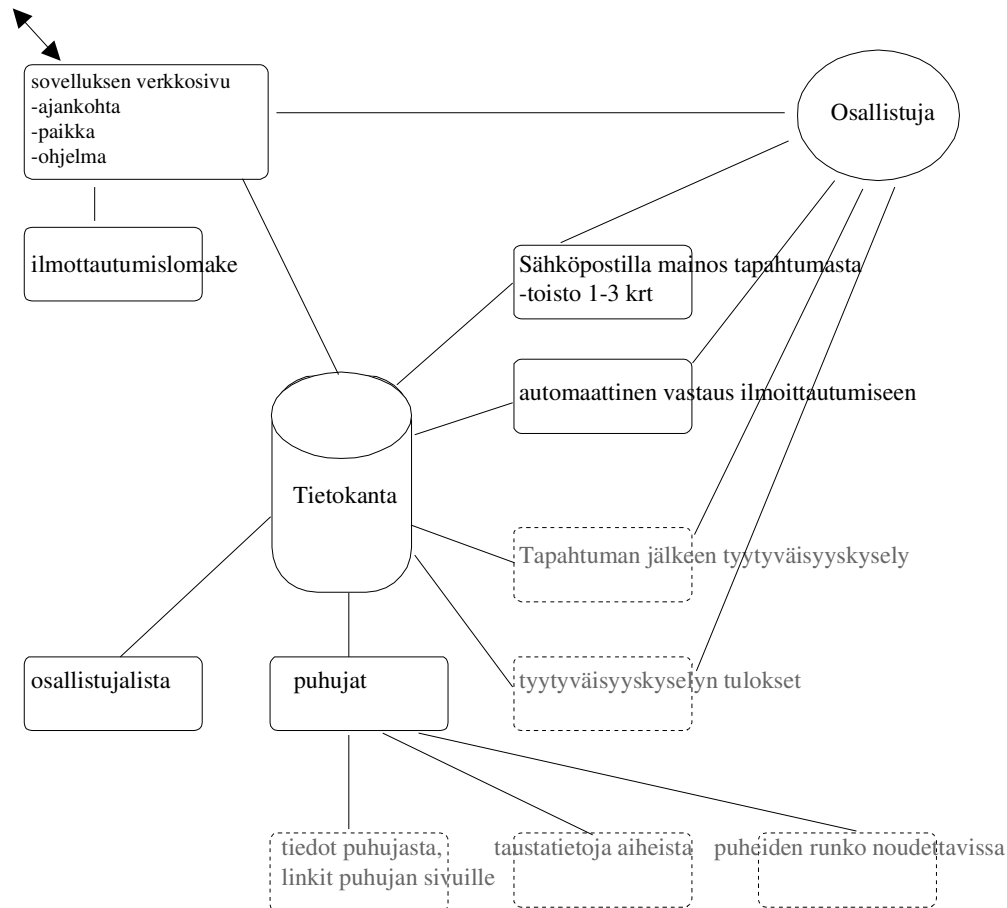 sovelluksen verkkosivu
-ajankohta
-paikka
-ohjelma
Osallistuja
ilmottautumislomake
Sähköpostilla mainos tapahtumasta
-toisto 1-3 krt
automaattinen vastaus ilmoittautumiseen
Tietokanta
Tapahtuman jälkeen tyytyväisyyskysely
osallistujalista
puhujat
tyytyväisyyskyselyn tulokset
tiedot puhujasta,
linkit puhujan sivuille
taustatietoja aiheista
puheiden runko noudettavissa